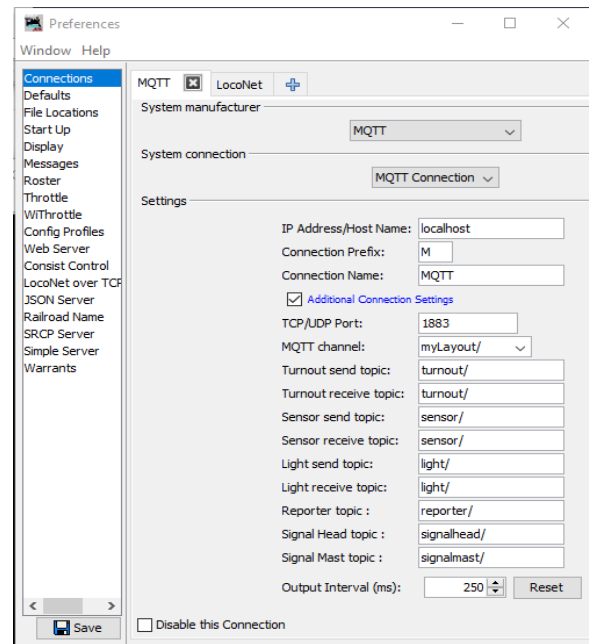 Preferences
Window Help
Connections
Defaults
File Locations
Start Up
Display
Messages
Roster
Throttle
WiThrottle
Config Profiles
Web Server
Consist Control
LocoNet over TCP
JSON Server
Railroad Name
SRCP Server
Simple Server
Warrants
Save
MQTT LocoNet
System manufacturer
MQTT
System connection
MQTT Connection
Settings
IP Address/Host Name: localhost
Connection Prefix: M
Connection Name: MQTT
Additional Connection Settings
TCP/UDP Port: 1883
MQTT channel: myLayout/
Turnout send topic: turnout/
Turnout receive topic: turnout/
Sensor send topic: sensor/
Sensor receive topic: sensor/
Light send topic: light/
Light receive topic: light/
Reporter topic : reporter/
Signal Head topic : signalhead/
Signal Mast topic : signalmast/
Output Interval (ms): 250 Reset
Disable this Connection